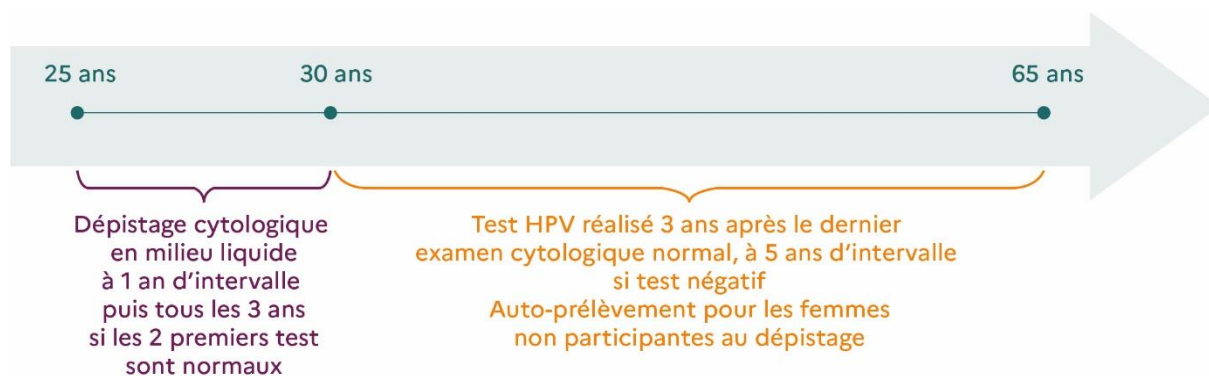 25 ans
30 ans
65 ans
Dépistage cytologique
en milieu liquide
à 1 an d'intervalle
puis tous les 3 ans
si les 2 premiers test
sont normaux
Test HPV réalisé 3 ans après le dernier
examen cytologique normal, à 5 ans d'intervalle
si test négatif
Auto-prélèvement pour les femmes
non participantes au dépistage